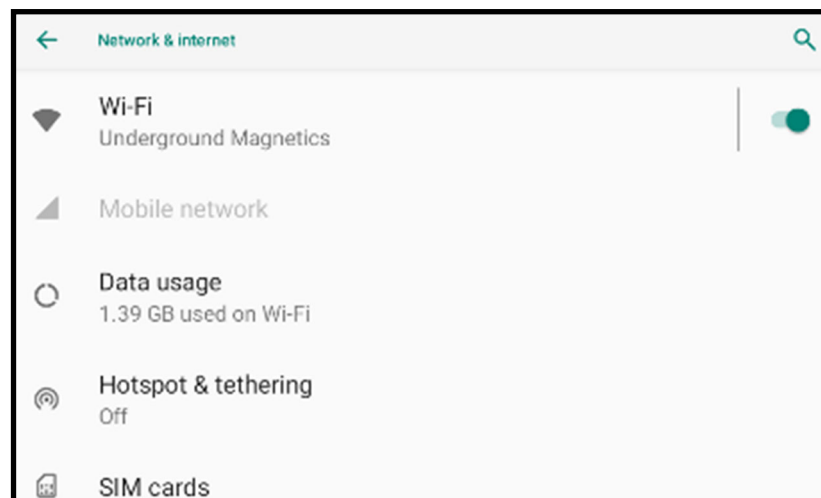 Network & internet
Wi-Fi
Underground Magnetics
Mobile network
Data usage
1.39 GB used on Wi-Fi
Hotspot & tethering
Off
SIM cards